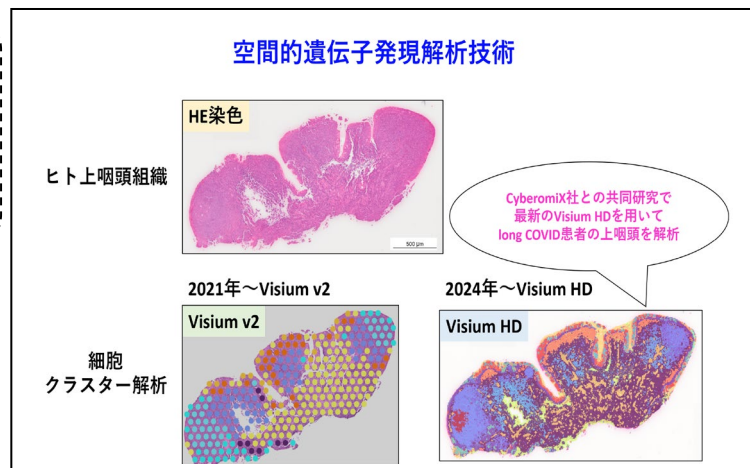 空間的遺伝子発現解析技術
HE染色
ヒト上咽頭組織
500 µm
CyberomiX社との共同研究で
最新のVisium HDを用いて
long COVID患者の上咽頭を解析
2021年～Visium v2
2024年～Visium HD
Visium v2
Visium HD
細胞
クラスター解析